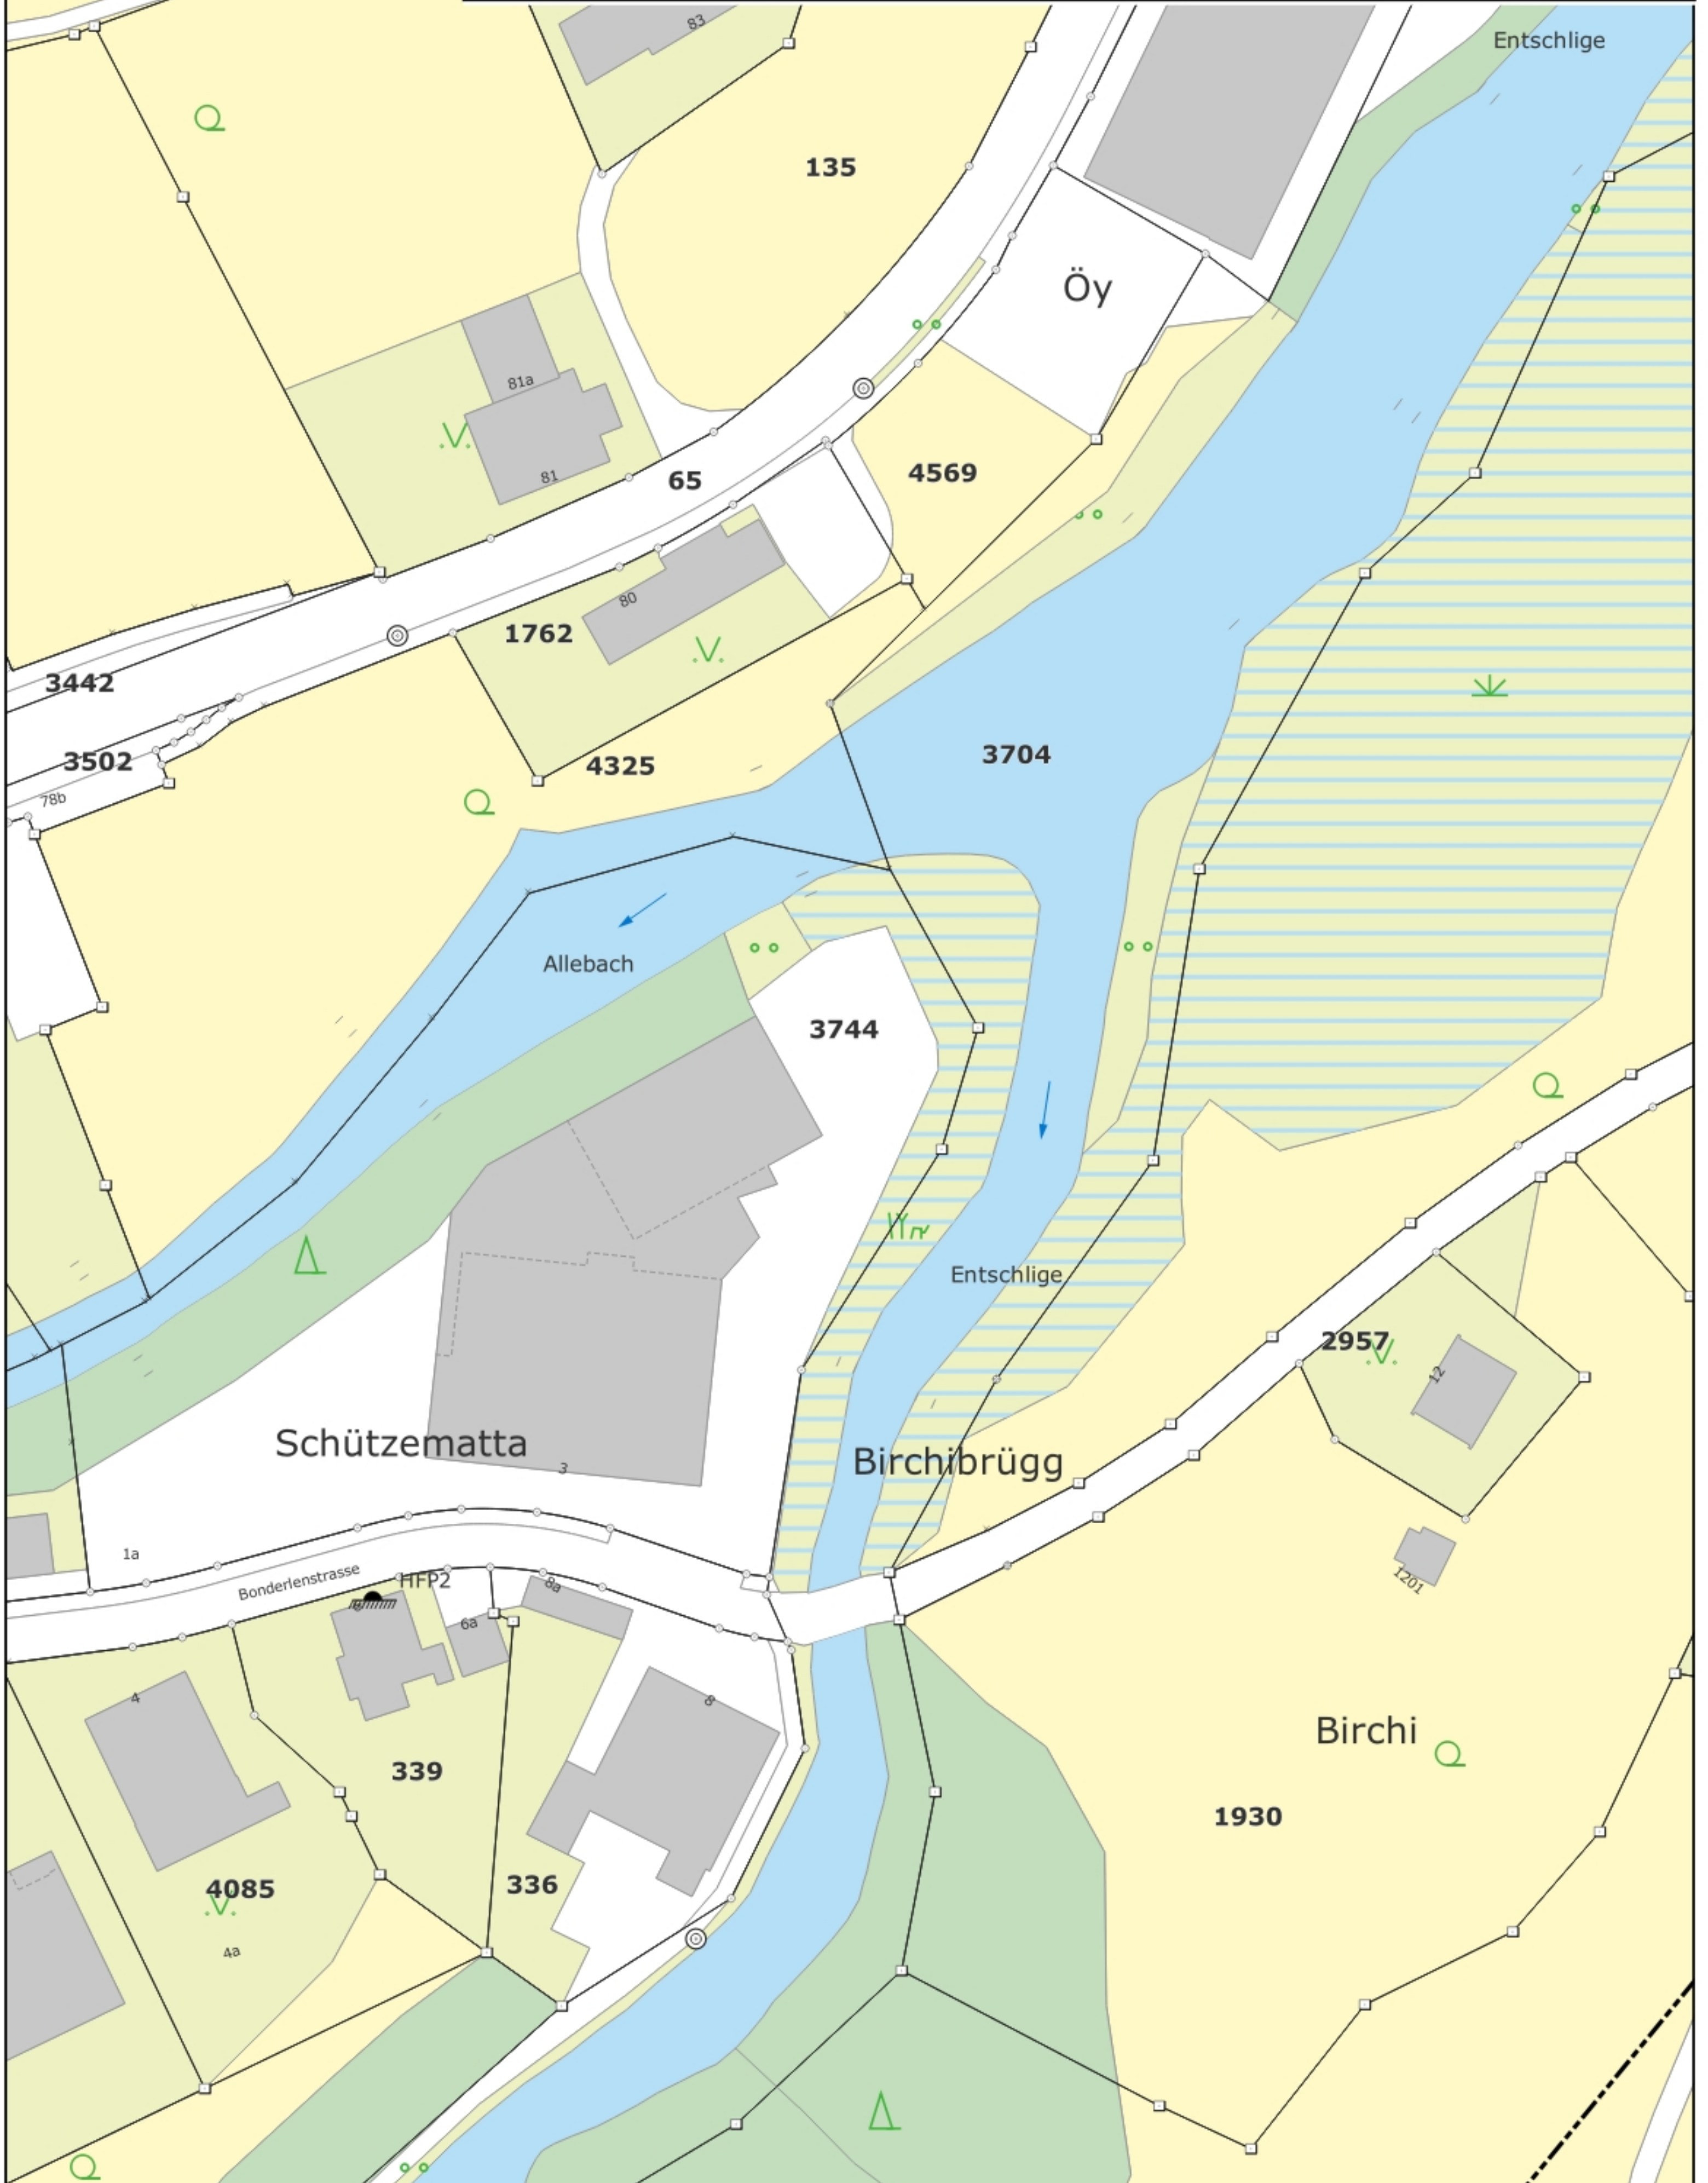 83
Entschlige
135
Öy
81a
81
65
4569
80
1762
3442
3502
4325
3704
78b
Allebach
3744
Entschlige
2957
12
Schützematta
3
Birchibrügg
1a
Bonderlenstrasse
HFP2
8a
6a
1201
4
8
Birchi
339
1930
336
4085
4a